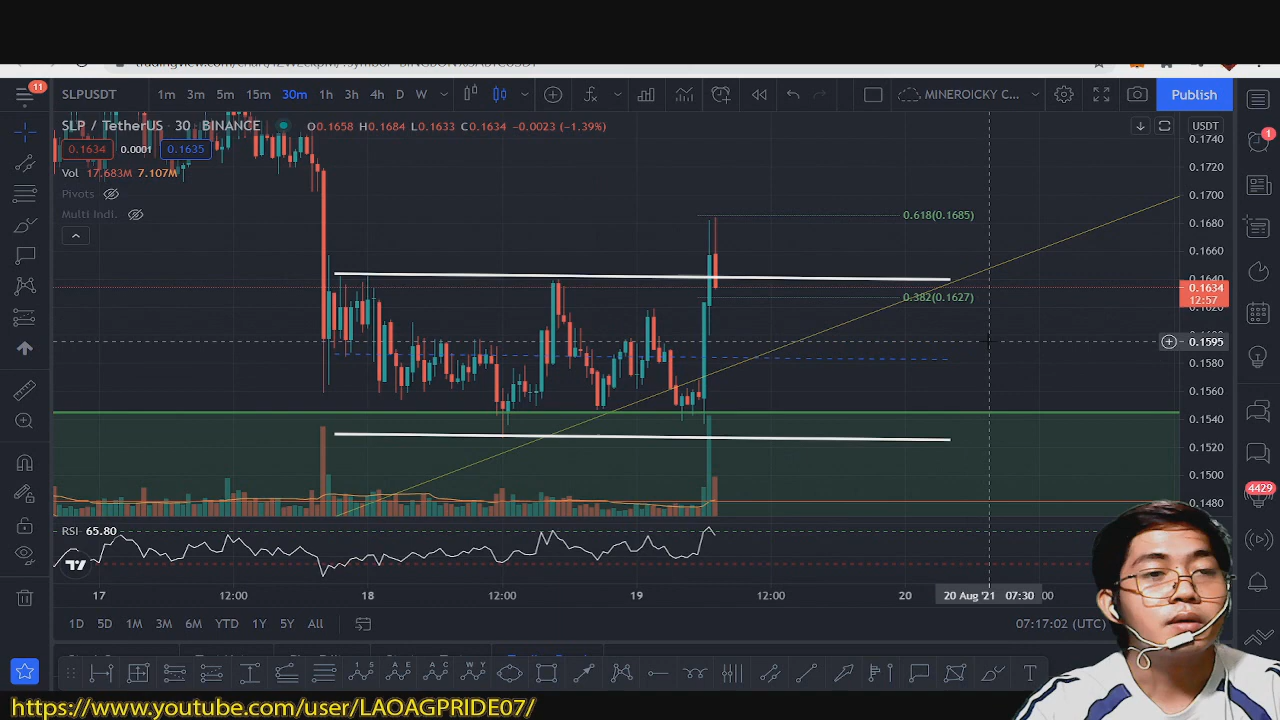 11
SLPUSDT 1m 3m 5m 15m 30m 1h 3h 4h D W MINEROICKY C... Publish
SLP / TetherUS · 30 · BINANCE O0.1658 H0.1684 L0.1633 C0.1634 −0.0023 (−1.39%) USDT
0.1634 0.0001 0.1635
Vol 17.683M 7.107M
Pivots
Multi Indi.
0.1740
0.1720
0.1700
0.1680
0.1660
0.1640
0.1634
12:57
0.1620
0.1595
0.1580
0.1560
0.1540
0.1520
0.1500
0.1480
0.618(0.1685)
0.382(0.1627)
1
4429
RSI 65.80
17 12:00 18 12:00 19 12:00 20 20 Aug '21 07:30 :00
1D 5D 1M 3M 6M YTD 1Y 5Y All 07:17:02 (UTC)
https://www.youtube.com/user/LAOAGPRIDE07/